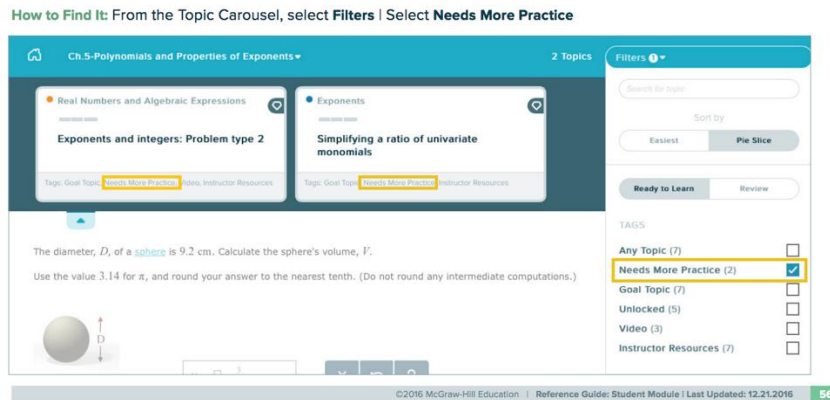 How to Find It: From the Topic Carousel, select Filters | Select Needs More Practice
Ch.5-Polynomials and Properties of Exponents
2 Topics
Filters 1
Search for topic
Sort by
Easiest
Pie Slice
Real Numbers and Algebraic Expressions
Exponents and integers: Problem type 2
Tags: Goal Topic, Needs More Practice, Video, Instructor Resources
Exponents
Simplifying a ratio of univariate
monomials
Tags: Goal Topic, Needs More Practice, Instructor Resources
Ready to Learn
Review
TAGS
Any Topic (7)
Needs More Practice (2)
Goal Topic (7)
Unlocked (5)
Video (3)
Instructor Resources (7)
The diameter, D, of a sphere is 9.2 cm. Calculate the sphere's volume, V.
Use the value 3.14 for π, and round your answer to the nearest tenth. (Do not round any intermediate computations.)
D
©2016 McGraw-Hill Education | Reference Guide: Student Module | Last Updated: 12.21.2016